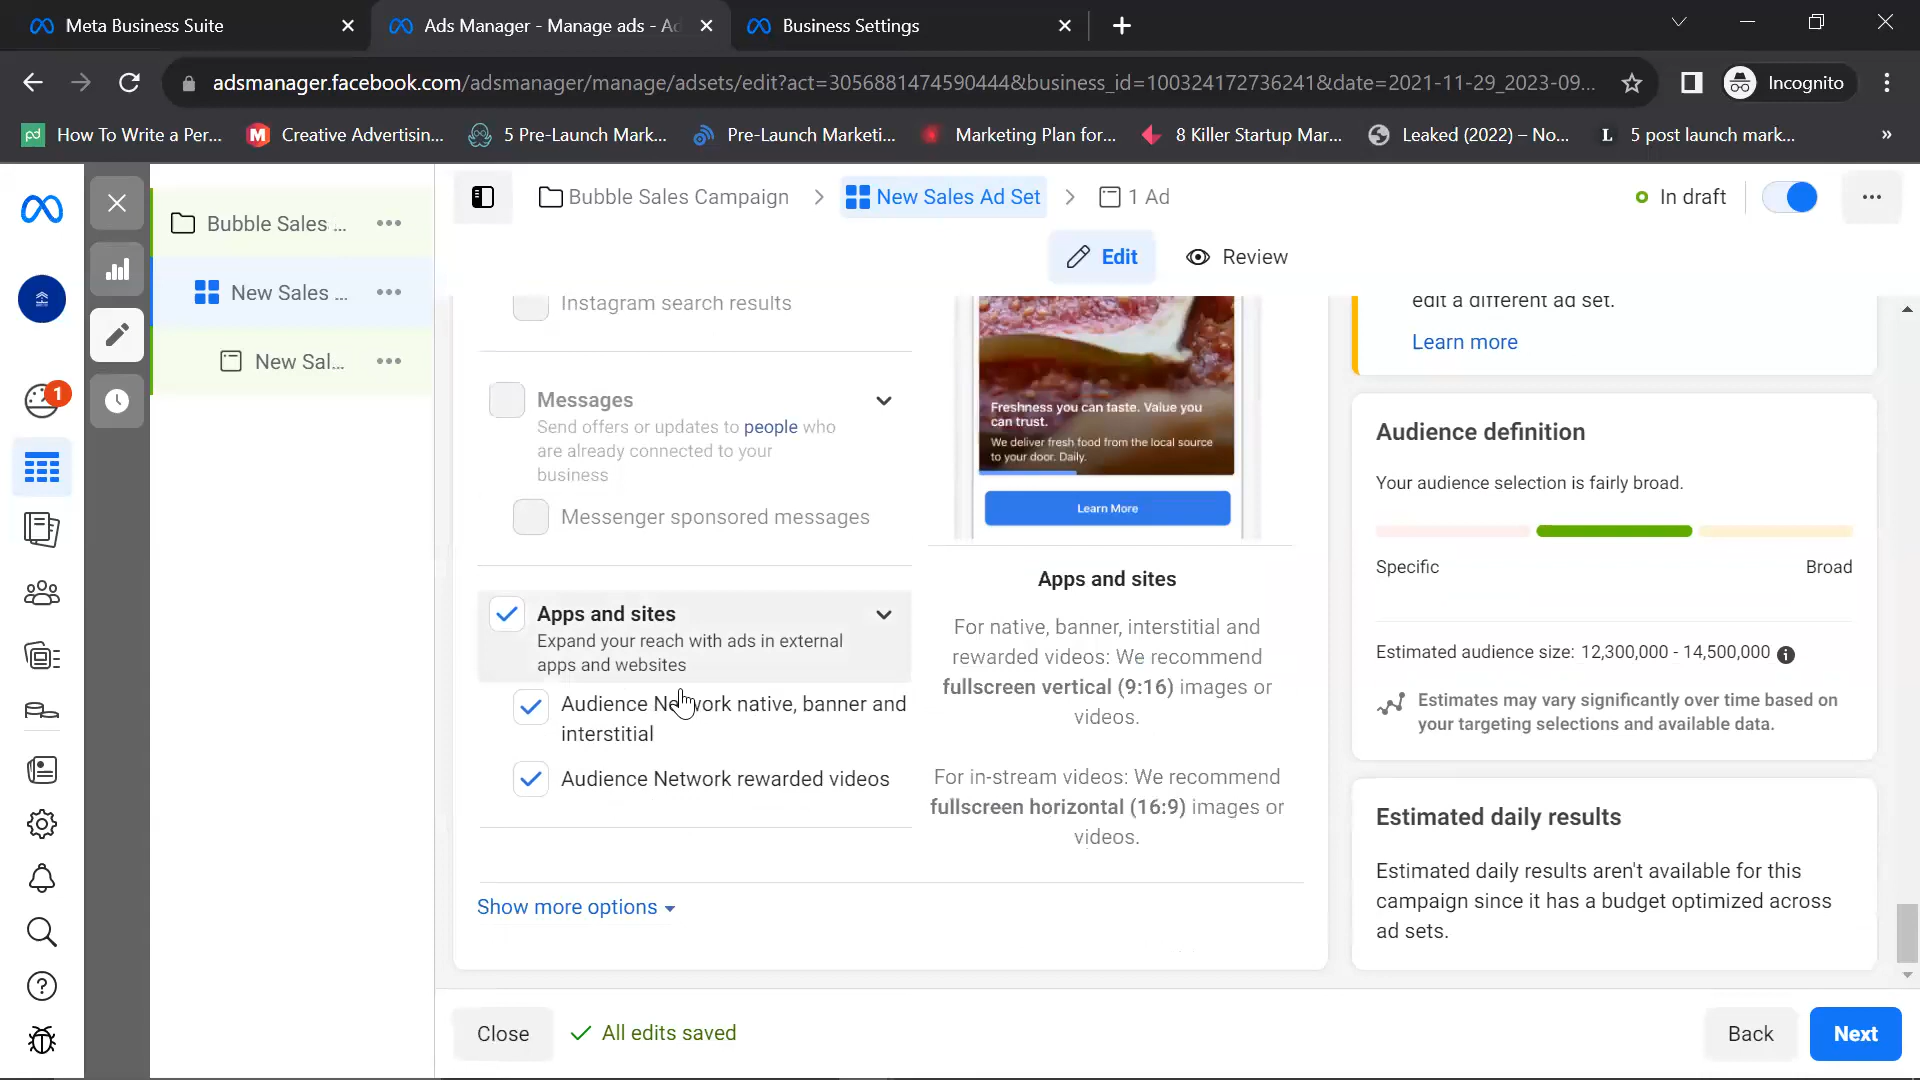 Meta Business Suite
Ads Manager - Manage ads - Ad
Business Settings
adsmanager.facebook.com/adsmanager/manage/adsets/edit?act=3056881474590444&business_id=100324172736241&date=2021-11-29_2023-09...
Incognito
pd How To Write a Per...
M Creative Advertisin...
5 Pre-Launch Mark...
Pre-Launch Marketi...
Marketing Plan for...
8 Killer Startup Mar...
Leaked (2022) – No...
L 5 post launch mark...
»
1
Bubble Sales ...
New Sales ...
New Sal...
Bubble Sales Campaign
New Sales Ad Set
1 Ad
In draft
Edit
Review
Instagram search results
Messages
Send offers or updates to people who
are already connected to your
business
Messenger sponsored messages
Apps and sites
Expand your reach with ads in external
apps and websites
Audience Network native, banner and
interstitial
Audience Network rewarded videos
Show more options
Freshness you can taste. Value you
can trust.
We deliver fresh food from the local source
to your door. Daily.
Learn More
Apps and sites
For native, banner, interstitial and
rewarded videos: We recommend
fullscreen vertical (9:16) images or
videos.
For in-stream videos: We recommend
fullscreen horizontal (16:9) images or
videos.
edit a different ad set.
Learn more
Audience definition
Your audience selection is fairly broad.
Specific
Broad
Estimated audience size: 12,300,000 - 14,500,000
Estimates may vary significantly over time based on
your targeting selections and available data.
Estimated daily results
Estimated daily results aren't available for this
campaign since it has a budget optimized across
ad sets.
Close
All edits saved
Back
Next